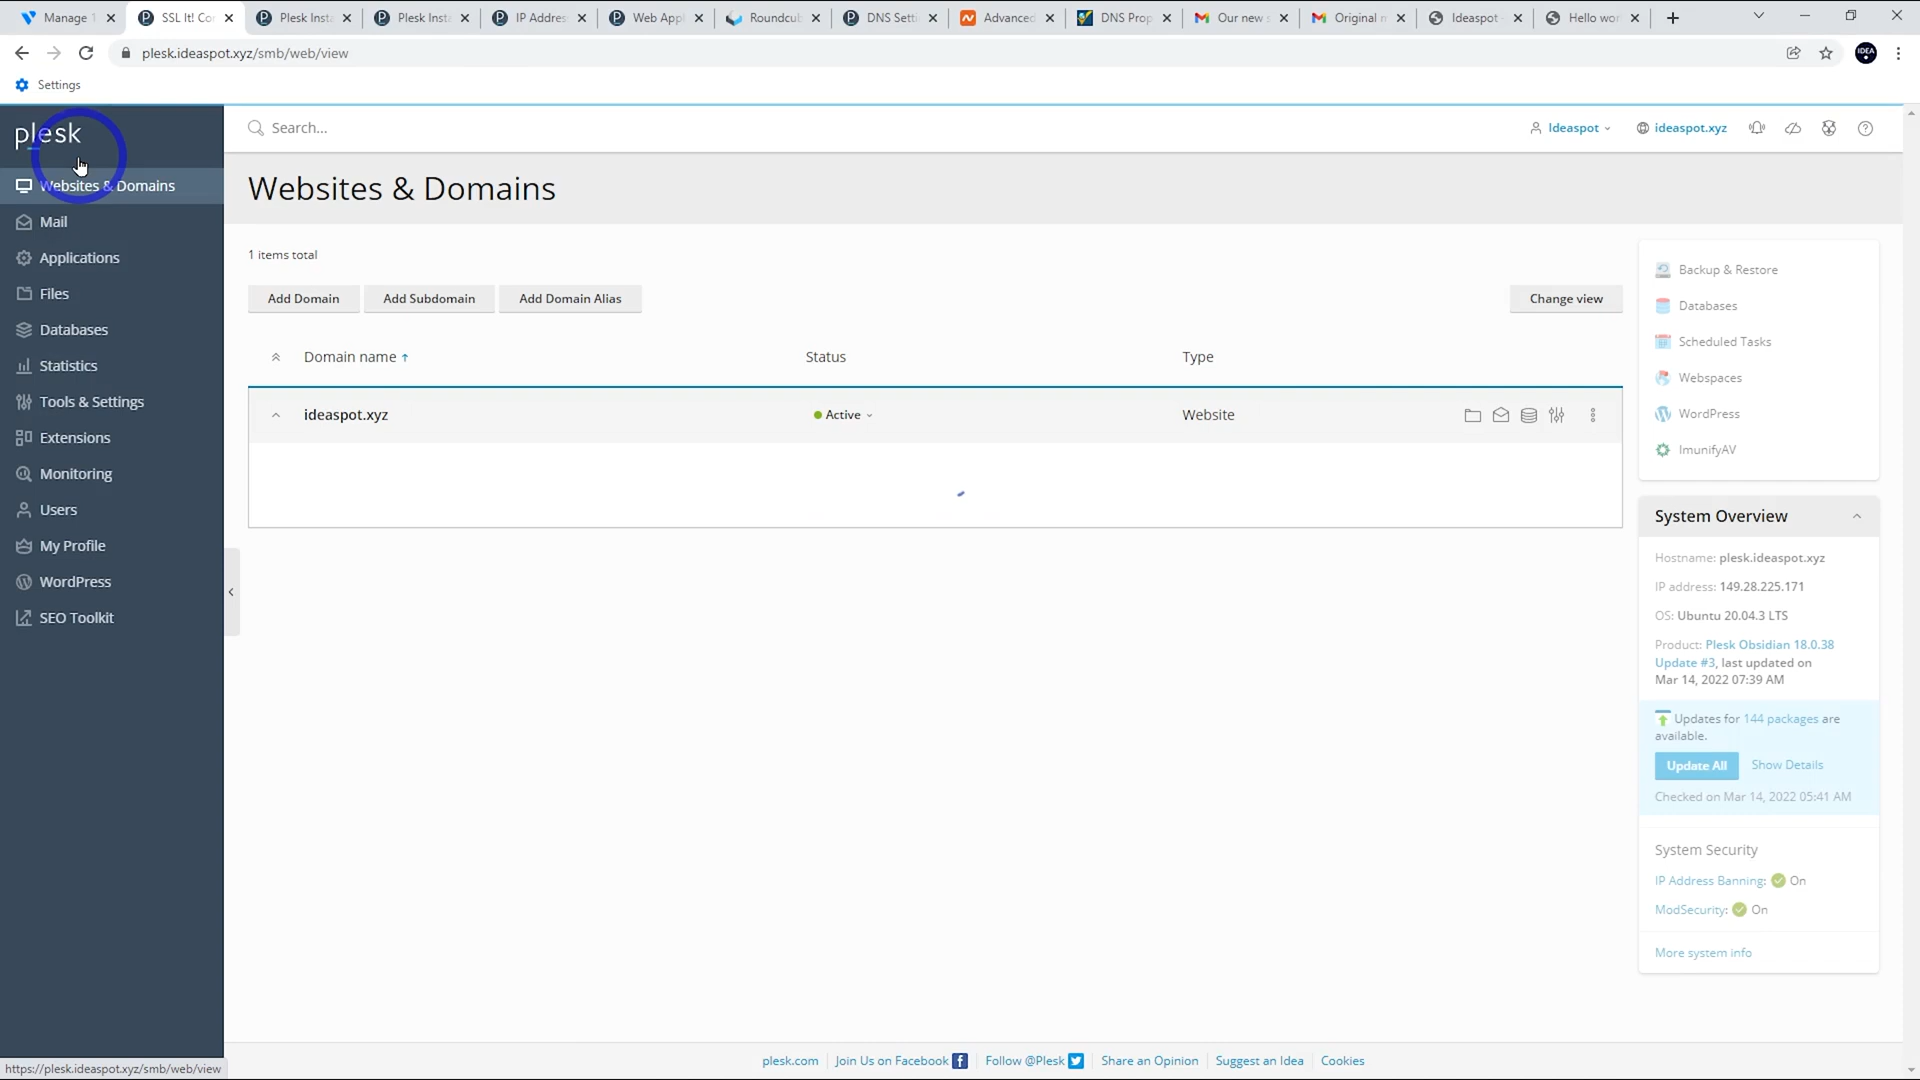 Manage 1
SSL It! Co
Plesk Insta
Plesk Insta
IP Addres
Web Appl
Roundcub
DNS Sett
Advanced
DNS Prop
Our new s
Original m
Ideaspot
Hello wor
plesk.ideaspot.xyz/smb/web/view
IDEA
Settings
plesk
Search...
Ideaspot
ideaspot.xyz
Websites & Domains
Mail
Applications
Files
Databases
Statistics
Tools & Settings
Extensions
Monitoring
Users
My Profile
WordPress
SEO Toolkit
Websites & Domains
1 items total
Add Domain
Add Subdomain
Add Domain Alias
Change view
Domain name ↑
Status
Type
ideaspot.xyz
Active
Website
Backup & Restore
Databases
Scheduled Tasks
Webspaces
WordPress
ImunifyAV
System Overview
Hostname: plesk.ideaspot.xyz
IP address: 149.28.225.171
OS: Ubuntu 20.04.3 LTS
Product: Plesk Obsidian 18.0.38
Update #3, last updated on
Mar 14, 2022 07:39 AM
Updates for 144 packages are
available.
Update All
Show Details
Checked on Mar 14, 2022 05:41 AM
System Security
IP Address Banning: On
ModSecurity: On
More system info
plesk.com
Join Us on Facebook
Follow @Plesk
Share an Opinion
Suggest an Idea
Cookies
https://plesk.ideaspot.xyz/smb/web/view